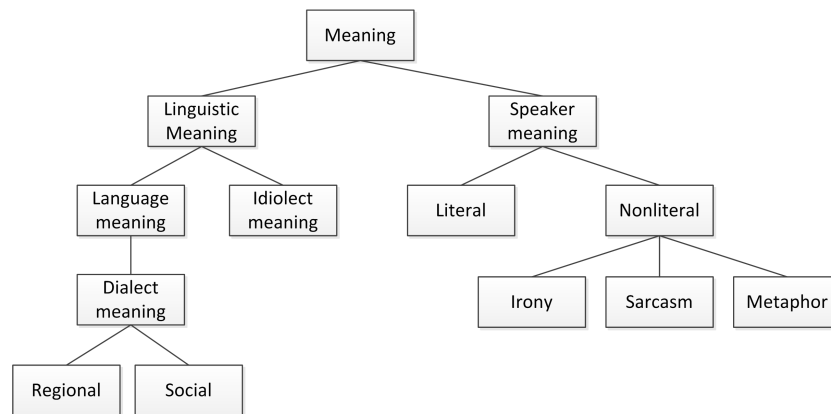 Meaning
Linguistic
Meaning
Speaker
meaning
Language
meaning
Idiolect
meaning
Literal
Nonliteral
Dialect
meaning
Irony
Sarcasm
Metaphor
Regional
Social